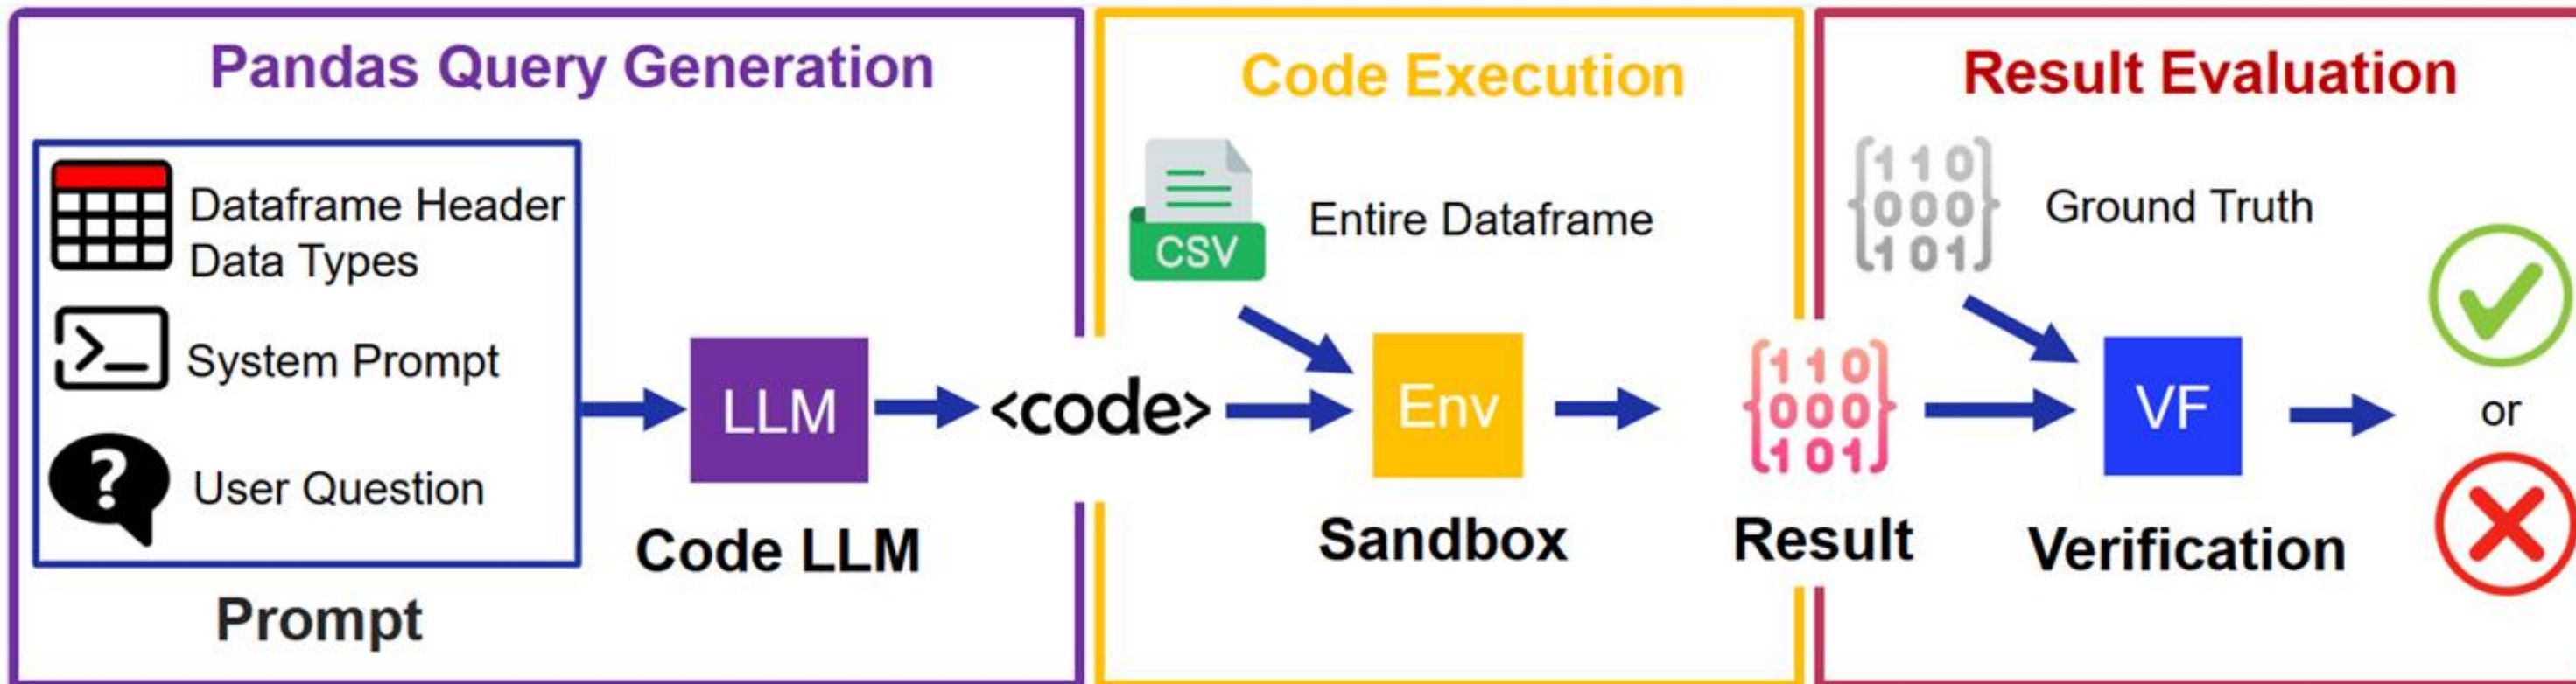 Pandas Query Generation
Dataframe Header
Data Types
>_
System Prompt
?
User Question
Prompt
LLM
Code LLM
<code>
Code Execution
CSV
Entire Dataframe
Env
Sandbox
110
000
101
Result
Result Evaluation
110
000
101
Ground Truth
VF
Verification
or